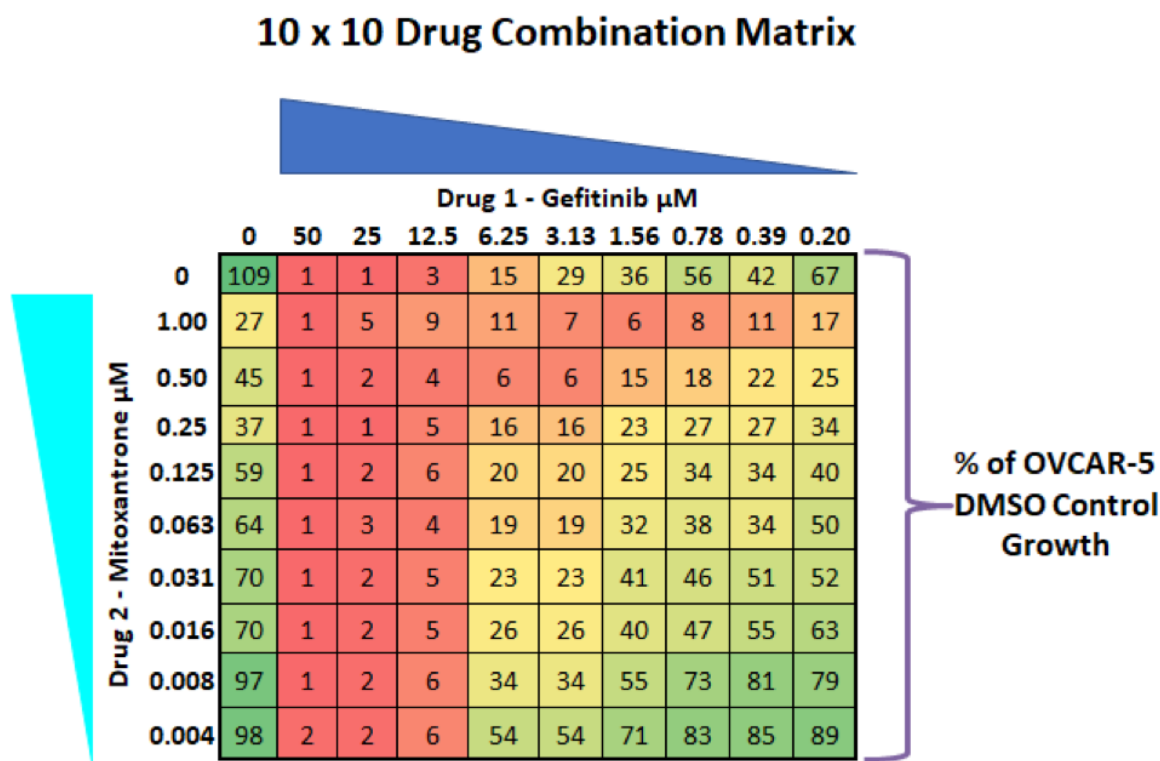 10 x 10 Drug Combination Matrix
Drug 1 - Gefitinib µM
0 50 25 12.5 6.25 3.13 1.56 0.78 0.39 0.20
Drug 2 - Mitoxantrone µM
0 109 1 1 3 15 29 36 56 42 67
1.00 27 1 5 9 11 7 6 8 11 17
0.50 45 1 2 4 6 6 15 18 22 25
0.25 37 1 1 5 16 16 23 27 27 34
0.125 59 1 2 6 20 20 25 34 34 40
0.063 64 1 3 4 19 19 32 38 34 50
0.031 70 1 2 5 23 23 41 46 51 52
0.016 70 1 2 5 26 26 40 47 55 63
0.008 97 1 2 6 34 34 55 73 81 79
0.004 98 2 2 6 54 54 71 83 85 89
% of OVCAR-5
DMSO Control
Growth